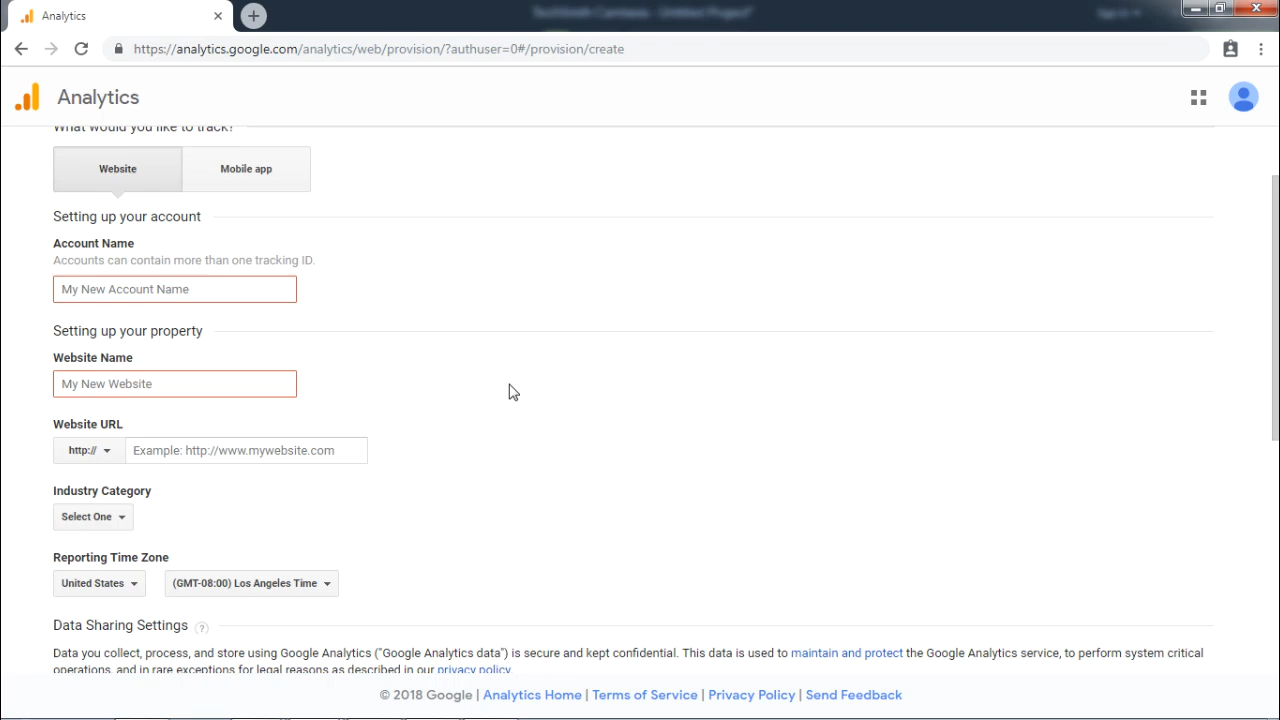 Analytics
https://analytics.google.com/analytics/web/provision/?authuser=0#/provision/create
Analytics
What would you like to track?
Website
Mobile app
Setting up your account
Account Name
Accounts can contain more than one tracking ID.
My New Account Name
Setting up your property
Website Name
My New Website
Website URL
http://
Example: http://www.mywebsite.com
Industry Category
Select One
Reporting Time Zone
United States
(GMT-08:00) Los Angeles Time
Data Sharing Settings ?
Data you collect, process, and store using Google Analytics ("Google Analytics data") is secure and kept confidential. This data is used to maintain and protect the Google Analytics service, to perform system critical
operations, and in rare exceptions for legal reasons as described in our privacy policy.
© 2018 Google | Analytics Home | Terms of Service | Privacy Policy | Send Feedback